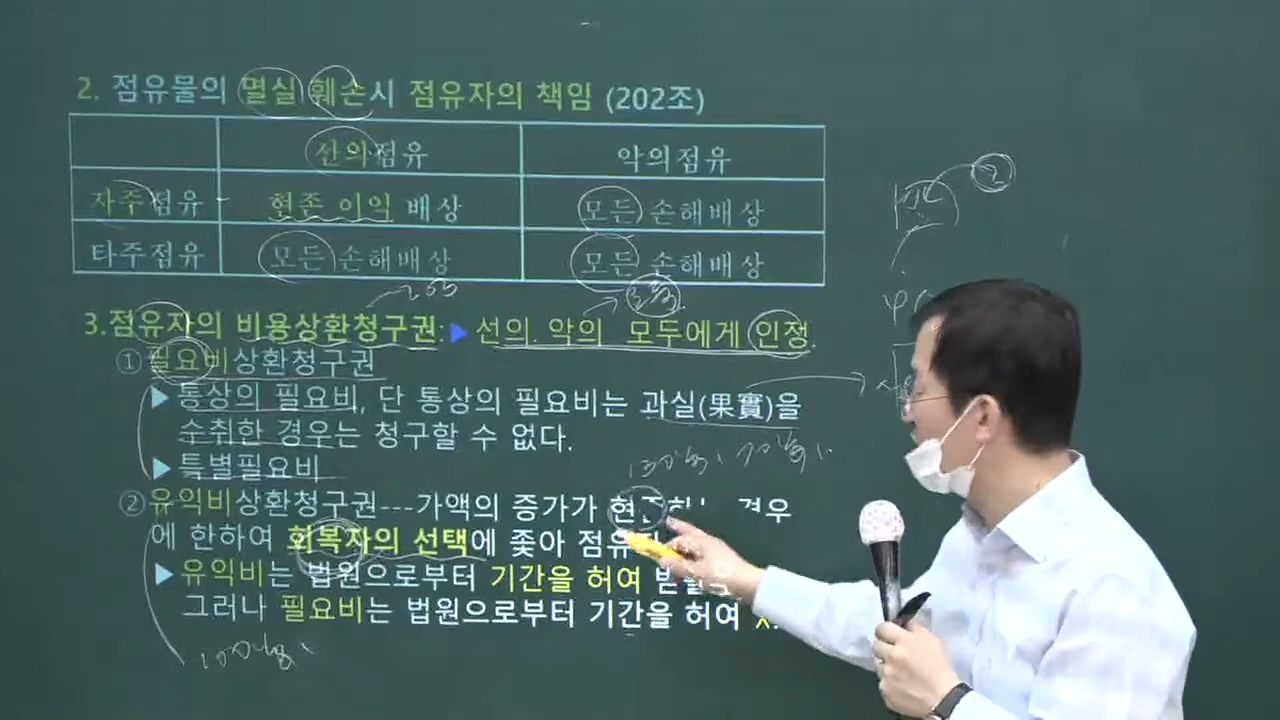 2. 점유물의 멸실 훼손시 점유자의 책임 (202조)
선의점유 악의점유
자주점유 현존 이익 배상 모든 손해배상
타주점유 모든 손해배상 모든 손해배상
3.점유자의 비용상환청구권: ▶ 선의. 악의 모두에게 인정.
①필요비상환청구권
▶통상의 필요비, 단 통상의 필요비는 과실(果實)을
수취한 경우는 청구할 수 없다.
▶특별필요비
②유익비상환청구권---가액의 증가가 경우
에 한하여 회복자의 선택에 좇아
▶유익비는 법원으로부터 기간을 허여
그러나 필요비는 법원으로부터 기간을 허여 x.
2